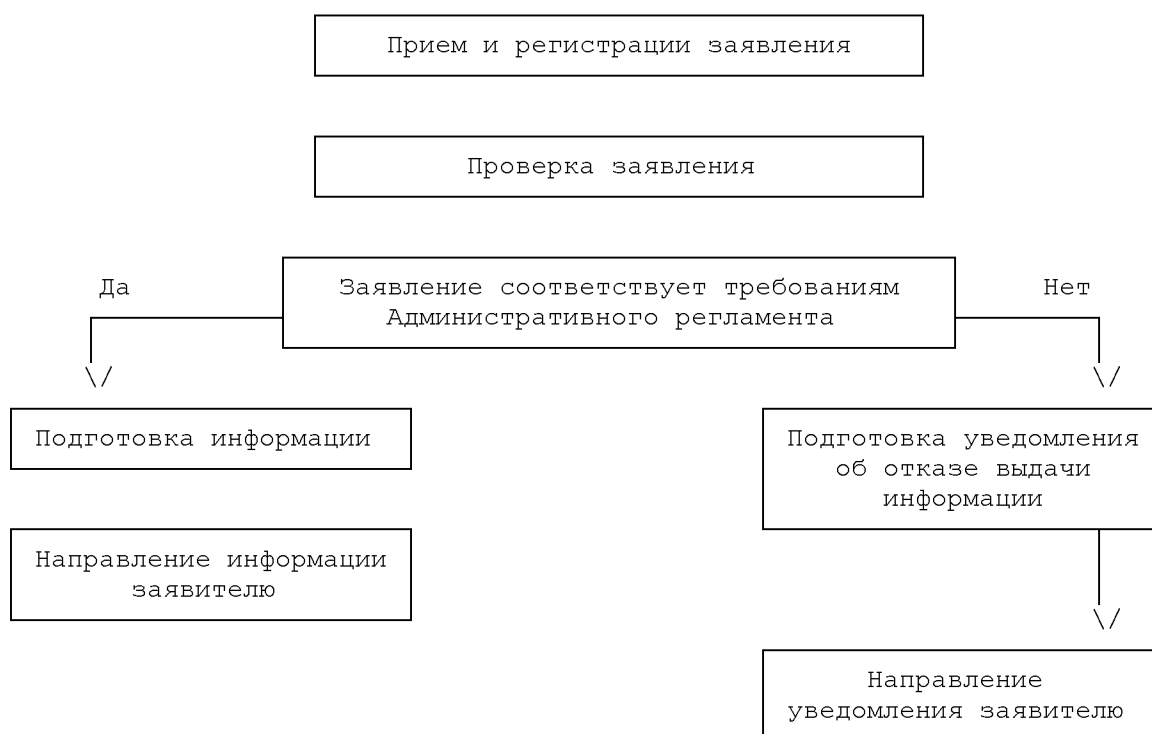 Прием и регистрации заявления
Проверка заявления
Да
Заявление соответствует требованиям
Административного регламента
Нет
Подготовка информации
Подготовка уведомления
об отказе выдачи
информации
Направление информации
заявителю
Направление
уведомления заявителю